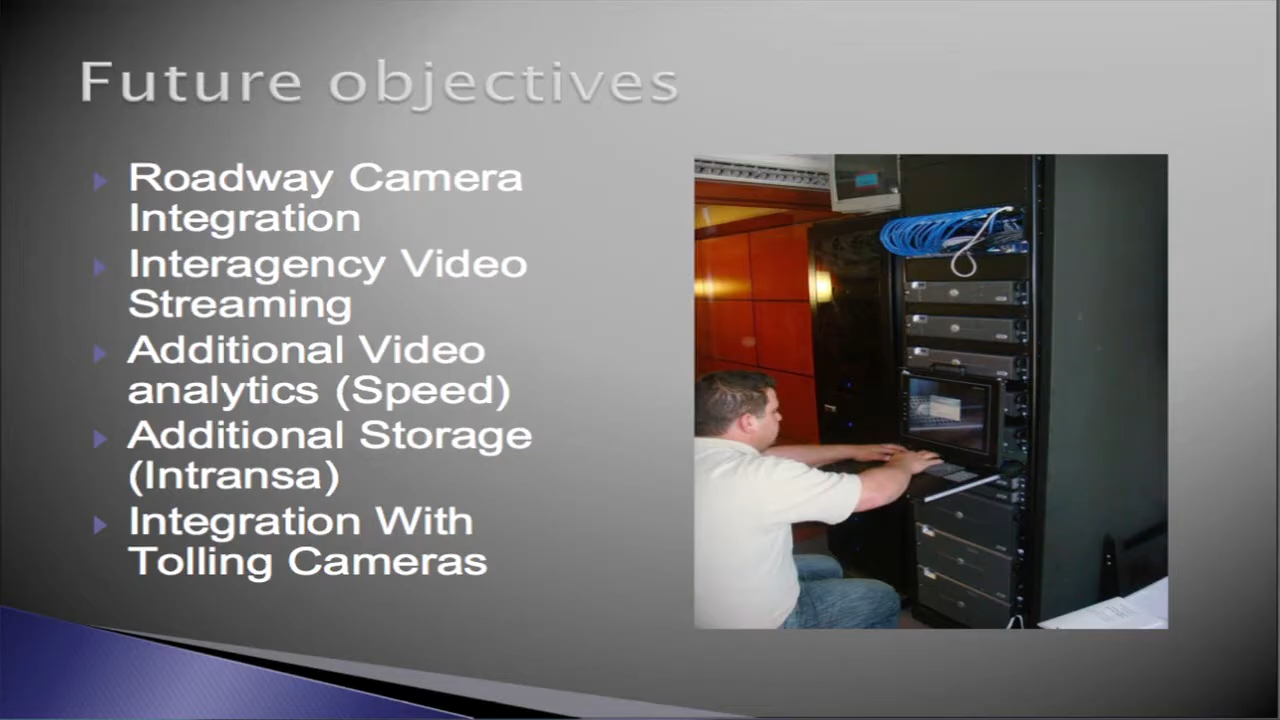 Future objectives
Roadway Camera
Integration
Interagency Video
Streaming
Additional Video
analytics (Speed)
Additional Storage
(Intransa)
Integration With
Tolling Cameras